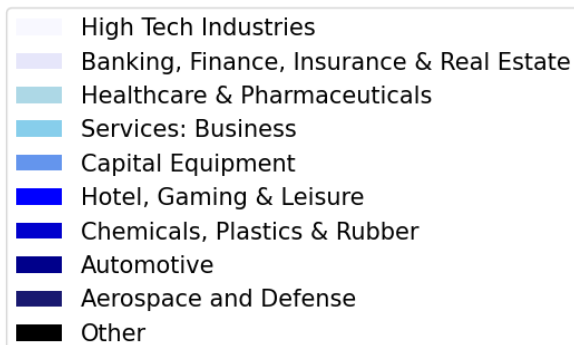 High Tech Industries
Banking, Finance, Insurance & Real Estate
Healthcare & Pharmaceuticals
Services: Business
Capital Equipment
Hotel, Gaming & Leisure
Chemicals, Plastics & Rubber
Automotive
Aerospace and Defense
Other